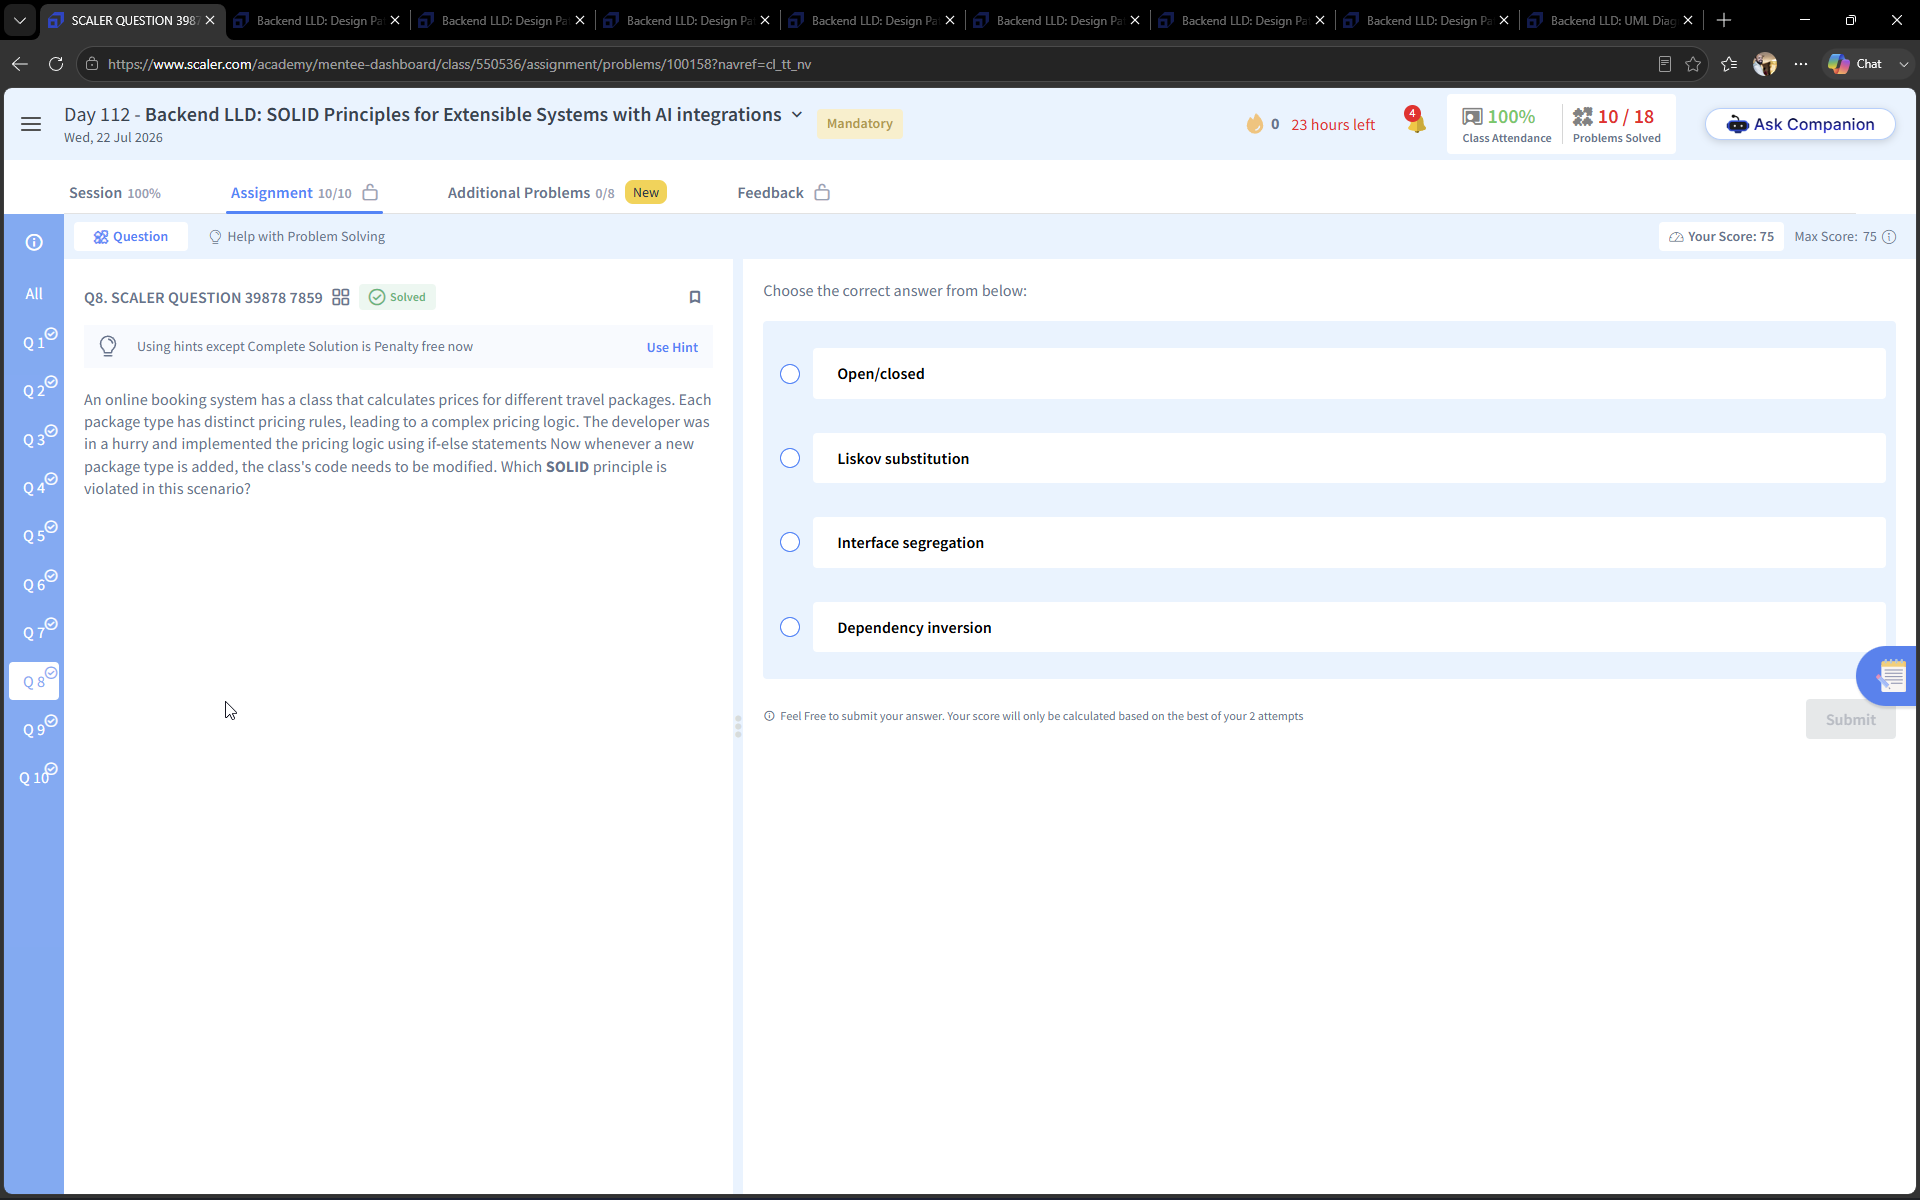 SCALER QUESTION 3987
Backend LLD: Design Pa
Backend LLD: Design Pa
Backend LLD: Design Pa
Backend LLD: Design Pa
Backend LLD: Design Pa
Backend LLD: Design Pa
Backend LLD: Design Pa
Backend LLD: UML Diag
https://www.scaler.com/academy/mentee-dashboard/class/550536/assignment/problems/100158?navref=cl_tt_nv
Chat
Day 112 - Backend LLD: SOLID Principles for Extensible Systems with AI integrations
Wed, 22 Jul 2026
Mandatory
0
23 hours left
4
100%
Class Attendance
10 / 18
Problems Solved
Ask Companion
Session 100%
Assignment 10/10
Additional Problems 0/8
New
Feedback
Question
Help with Problem Solving
Your Score: 75
Max Score: 75
All
Q 1
Q 2
Q 3
Q 4
Q 5
Q 6
Q 7
Q 8
Q 9
Q 10
Q8. SCALER QUESTION 39878 7859
Solved
Using hints except Complete Solution is Penalty free now
Use Hint
An online booking system has a class that calculates prices for different travel packages. Each
package type has distinct pricing rules, leading to a complex pricing logic. The developer was
in a hurry and implemented the pricing logic using if-else statements Now whenever a new
package type is added, the class's code needs to be modified. Which SOLID principle is
violated in this scenario?
Choose the correct answer from below:
Open/closed
Liskov substitution
Interface segregation
Dependency inversion
Feel Free to submit your answer. Your score will only be calculated based on the best of your 2 attempts
Submit